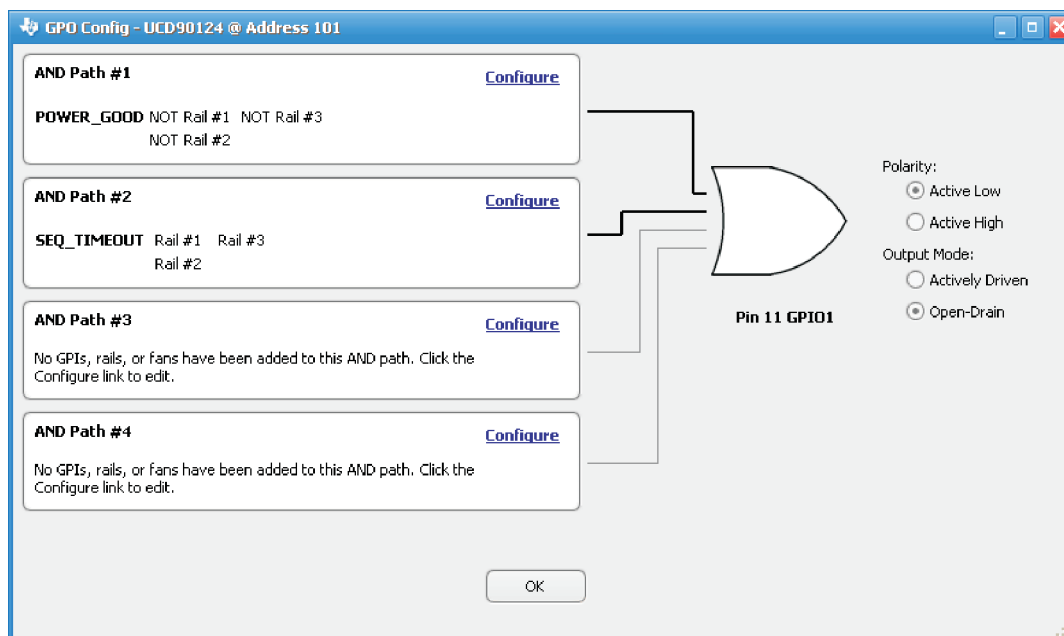 GPO Config - UCD90124 @ Address 101
AND Path #1
Configure
POWER_GOOD NOT Rail #1 NOT Rail #3
NOT Rail #2
AND Path #2
Configure
SEQ_TIMEOUT Rail #1 Rail #3
Rail #2
AND Path #3
Configure
No GPIs, rails, or fans have been added to this AND path. Click the
Configure link to edit.
AND Path #4
Configure
No GPIs, rails, or fans have been added to this AND path. Click the
Configure link to edit.
Pin 11 GPIO1
Polarity:
Active Low
Active High
Output Mode:
Actively Driven
Open-Drain
OK